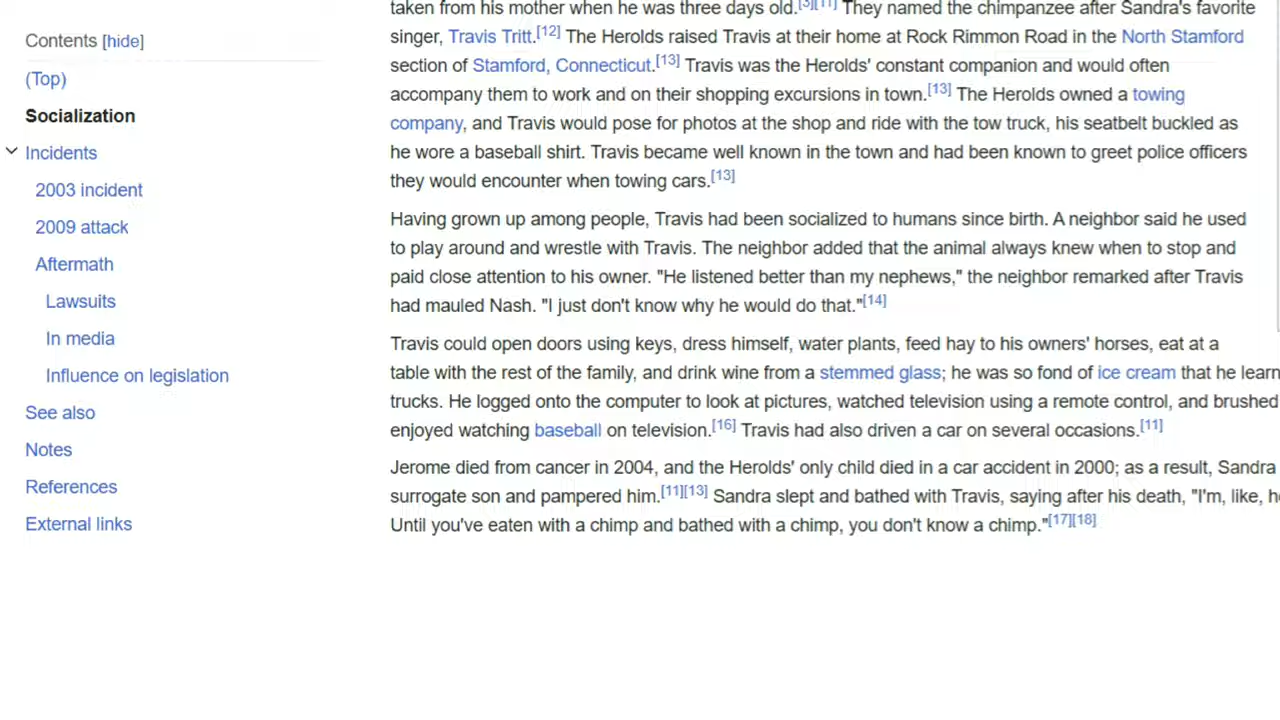 Contents [hide]
(Top)
Socialization
Incidents
2003 incident
2009 attack
Aftermath
Lawsuits
In media
Influence on legislation
See also
Notes
References
External links
taken from his mother when he was three days old.[3][11] They named the chimpanzee after Sandra's favorite
singer, Travis Tritt.[12] The Herolds raised Travis at their home at Rock Rimmon Road in the North Stamford
section of Stamford, Connecticut.[13] Travis was the Herolds' constant companion and would often
accompany them to work and on their shopping excursions in town.[13] The Herolds owned a towing
company, and Travis would pose for photos at the shop and ride with the tow truck, his seatbelt buckled as
he wore a baseball shirt. Travis became well known in the town and had been known to greet police officers
they would encounter when towing cars.[13]
Having grown up among people, Travis had been socialized to humans since birth. A neighbor said he used
to play around and wrestle with Travis. The neighbor added that the animal always knew when to stop and
paid close attention to his owner. "He listened better than my nephews," the neighbor remarked after Travis
had mauled Nash. "I just don't know why he would do that."[14]
Travis could open doors using keys, dress himself, water plants, feed hay to his owners' horses, eat at a
table with the rest of the family, and drink wine from a stemmed glass; he was so fond of ice cream that he learn
trucks. He logged onto the computer to look at pictures, watched television using a remote control, and brushed
enjoyed watching baseball on television.[16] Travis had also driven a car on several occasions.[11]
Jerome died from cancer in 2004, and the Herolds' only child died in a car accident in 2000; as a result, Sandra
surrogate son and pampered him.[11][13] Sandra slept and bathed with Travis, saying after his death, "I'm, like, h
Until you've eaten with a chimp and bathed with a chimp, you don't know a chimp."[17][18]